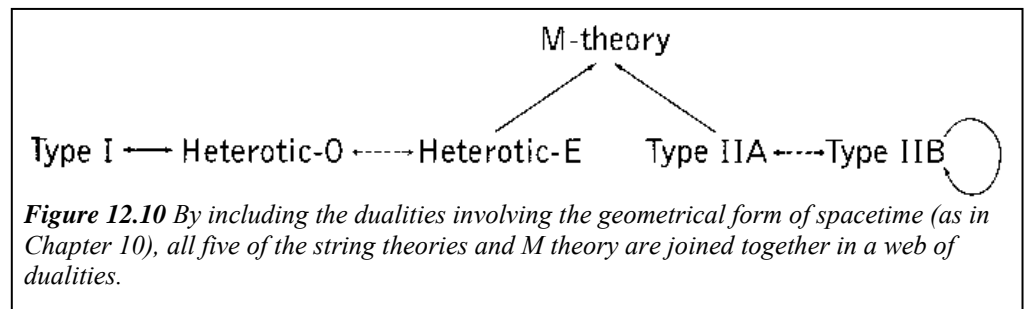 M-theory
Type I Heterotic-O Heterotic-E Type IIA Type IIB
Figure 12.10 By including the dualities involving the geometrical form of spacetime (as in
Chapter 10), all five of the string theories and M theory are joined together in a web of
dualities.